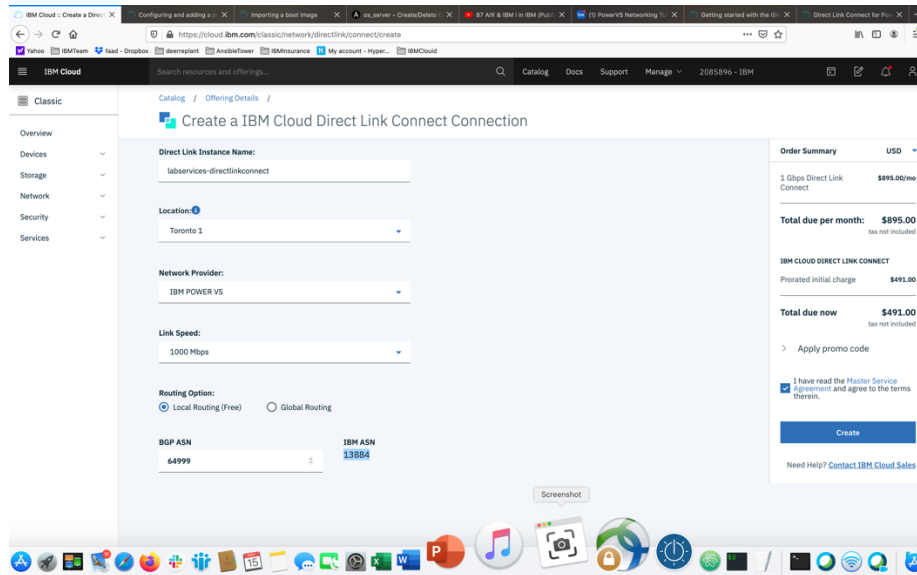 IBM Cloud :: Create a Direc
Configuring and adding a p
Importing a boot image
os_server – Create/Delete
87 AIX & IBM i in IBM (Publi
(1) PowerVS Networking Tu
Getting started with the IB
Direct Link Connect for Po
https://cloud.ibm.com/classic/network/directlink/connect/create
Yahoo
IBMTeam
faad - Dropbox
deerreplant
AnsibleTower
IBMinsurance
My account - Hyper...
IBMCloud
IBM Cloud
Search resources and offerings...
Catalog
Docs
Support
Manage
2085896 - IBM
Classic
Overview
Devices
Storage
Network
Security
Services
Catalog / Offering Details /
Create a IBM Cloud Direct Link Connect Connection
Direct Link Instance Name:
labservices-directlinkconnect
Location:
Toronto 1
Network Provider:
IBM POWER VS
Link Speed:
1000 Mbps
Routing Option:
Local Routing (Free)
Global Routing
BGP ASN
64999
IBM ASN
13884
Order Summary
USD
1 Gbps Direct Link
Connect
$895.00/mo
Total due per month:
$895.00
tax not included
IBM CLOUD DIRECT LINK CONNECT
Prorated initial charge
$491.00
Total due now
$491.00
tax not included
Apply promo code
I have read the Master Service
Agreement and agree to the terms
therein.
Create
Need Help? Contact IBM Cloud Sales
Screenshot
15